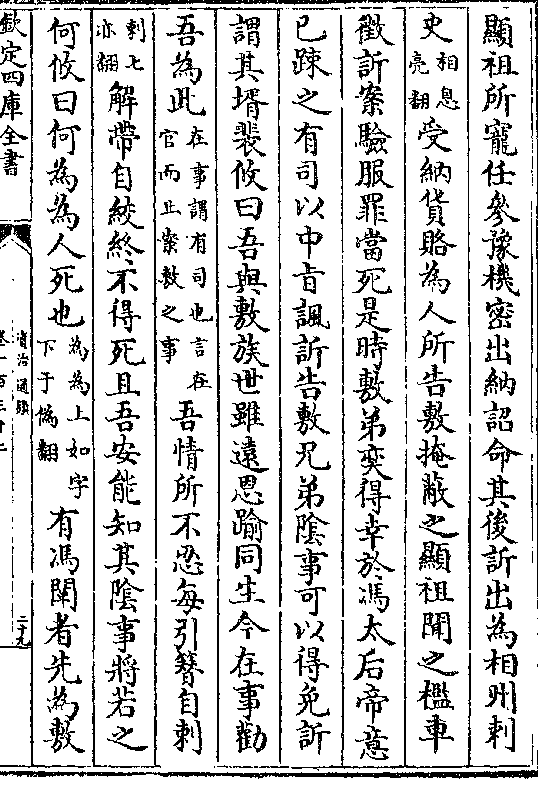 顯祖所寵任參豫機密出納詔命其後訢出為相州刺
史相息亮翻受納貨賂為人所告敷掩蔽之顯祖聞之檻車
徵訢案驗服罪當死是時敷弟奕得幸於馮太后帝意
已踈之有司以中旨諷訢告敷兄弟陰事可以得免訢
謂其壻裴攸曰吾與敷族世雖遠恩踰同生今在事勸
吾為此在事謂有司也言在官而止案敷之事吾情所不忍每引簪自刺
刺七亦翻解帶自絞終不得死且吾安能知其陰事將若之
何攸曰何為為人死也為為上如字下于偽翻有馮闡者先為敷
欽定四庫全書
資治通鑑
卷一百三十二
二十九